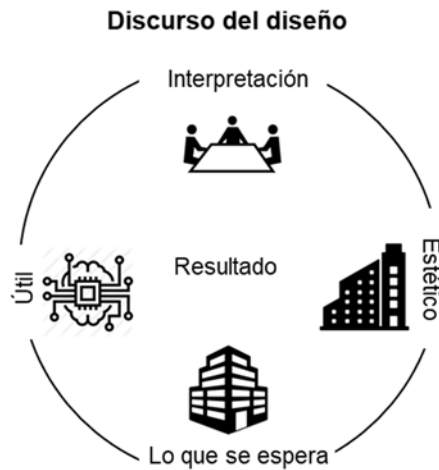 Discurso del diseño
Interpretación
Útil
Resultado
Estético
Lo que se espera